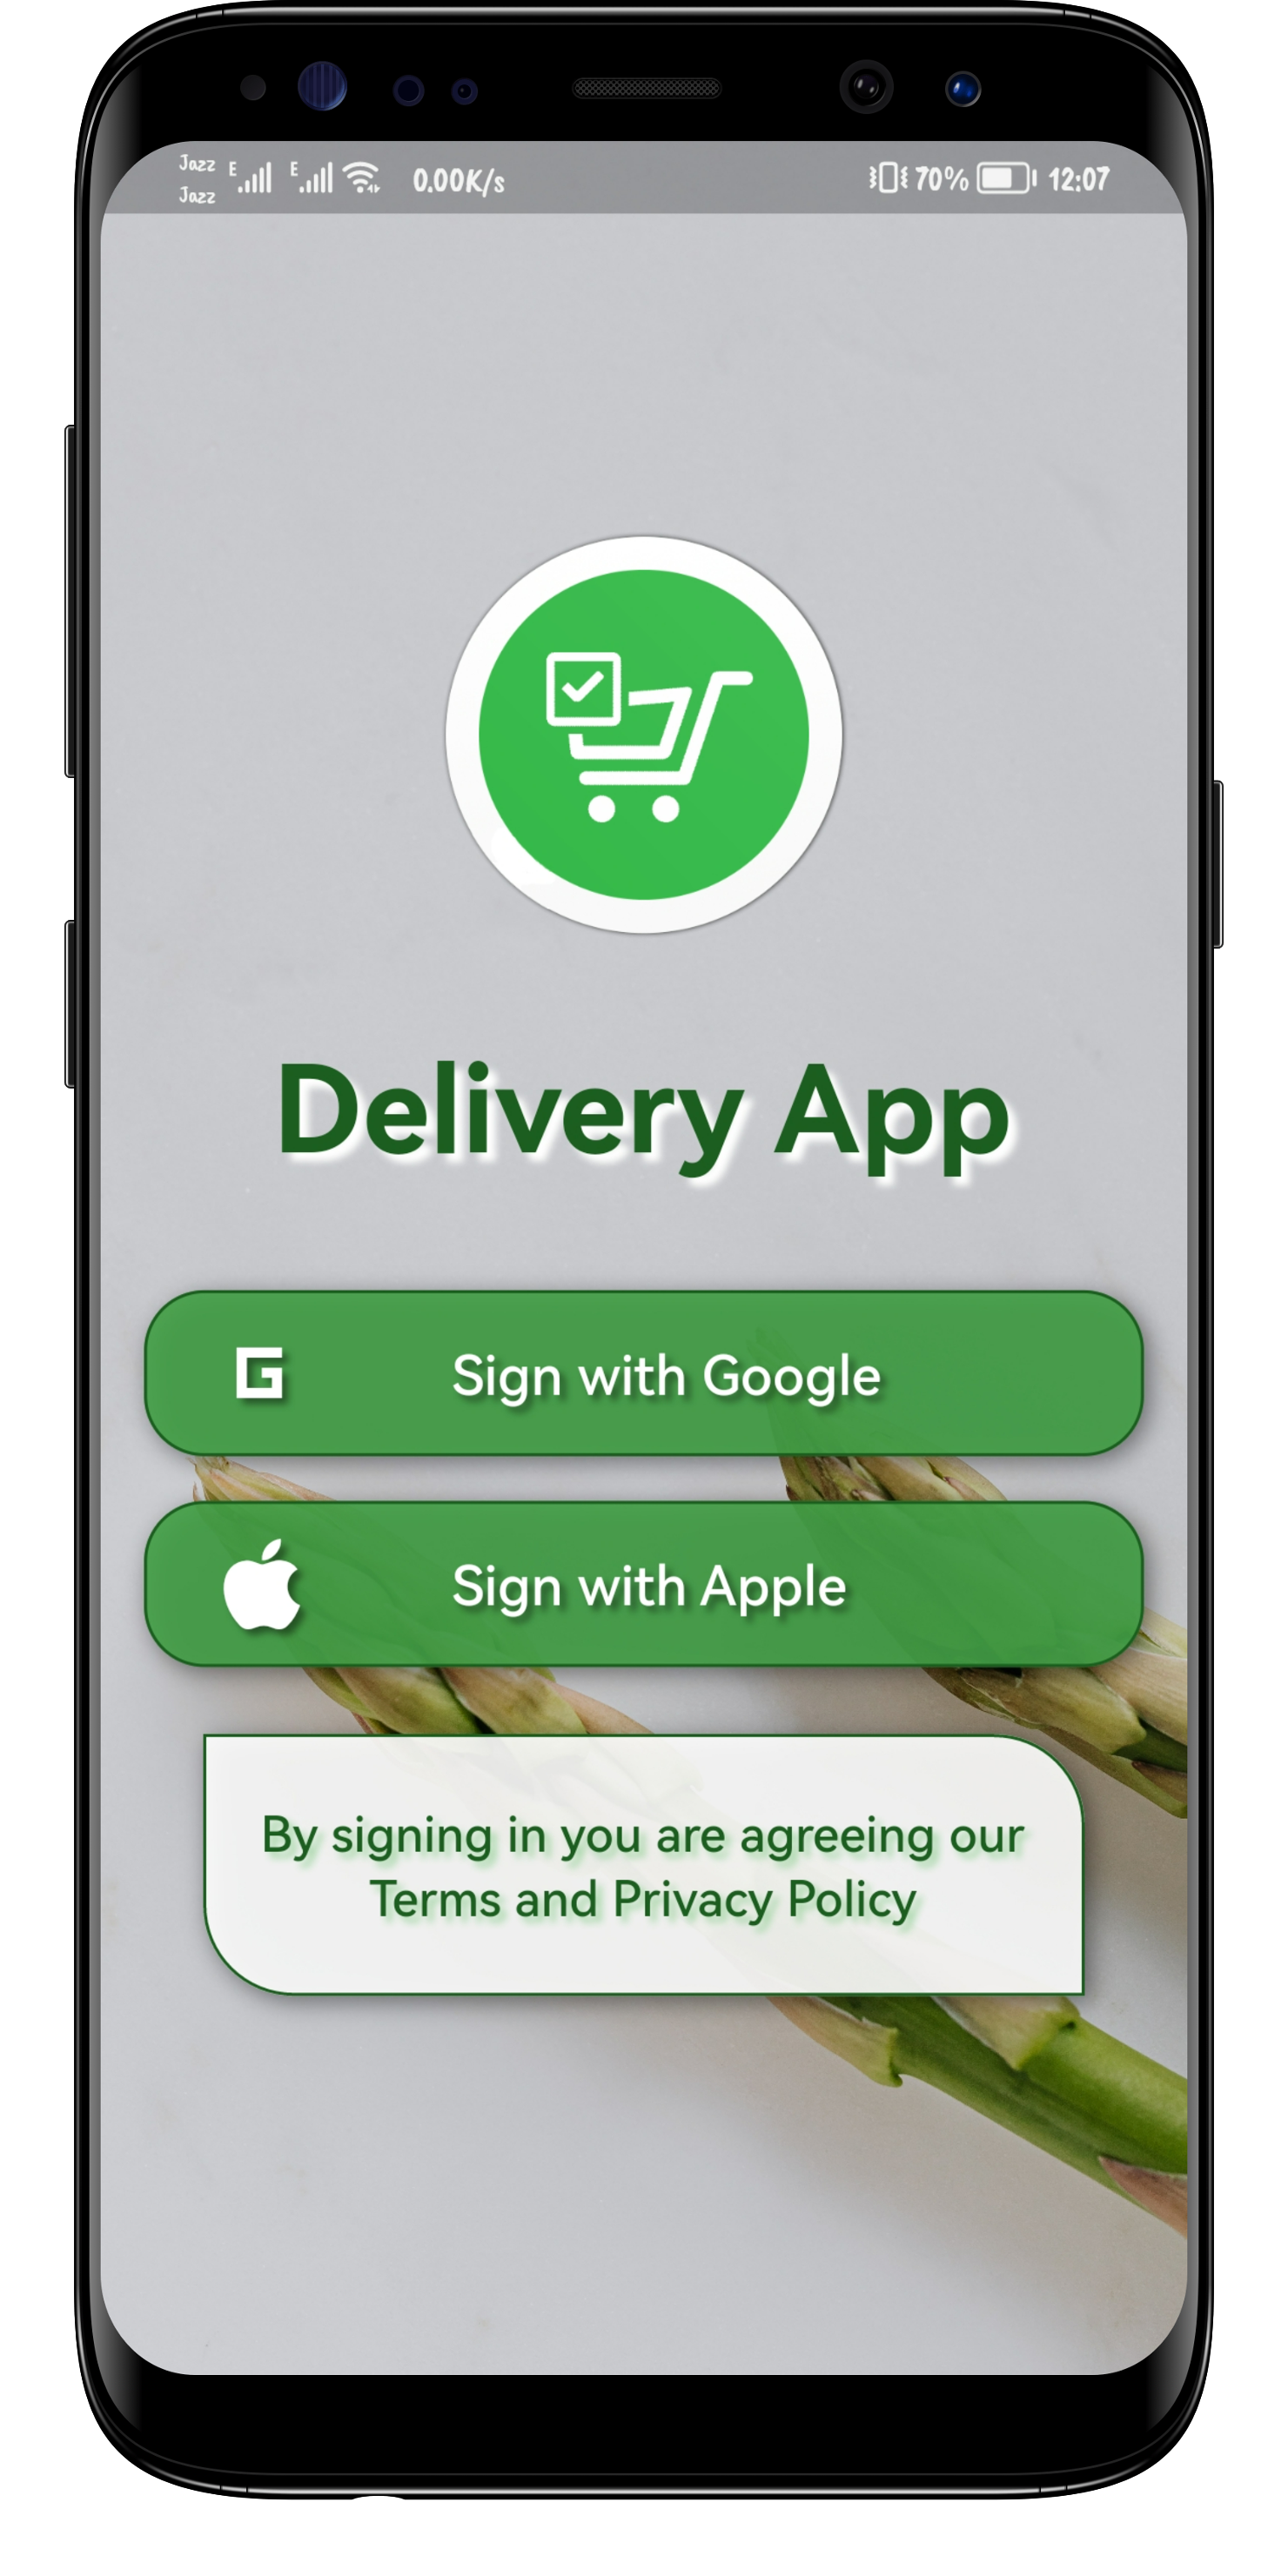 Jazz
Jazz
E
E
0.00K/s
70%
12:07
Delivery App
G
Sign with Google
Sign with Apple
By signing in you are agreeing our
Terms and Privacy Policy